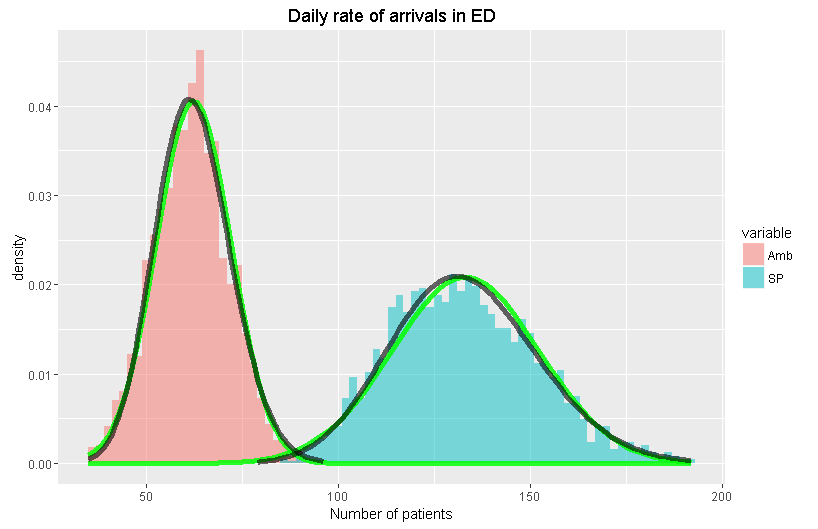 Daily rate of arrivals in ED
density
0.04
0.03
0.02
0.01
0.00
50
100
150
200
Number of patients
variable
Amb
SP